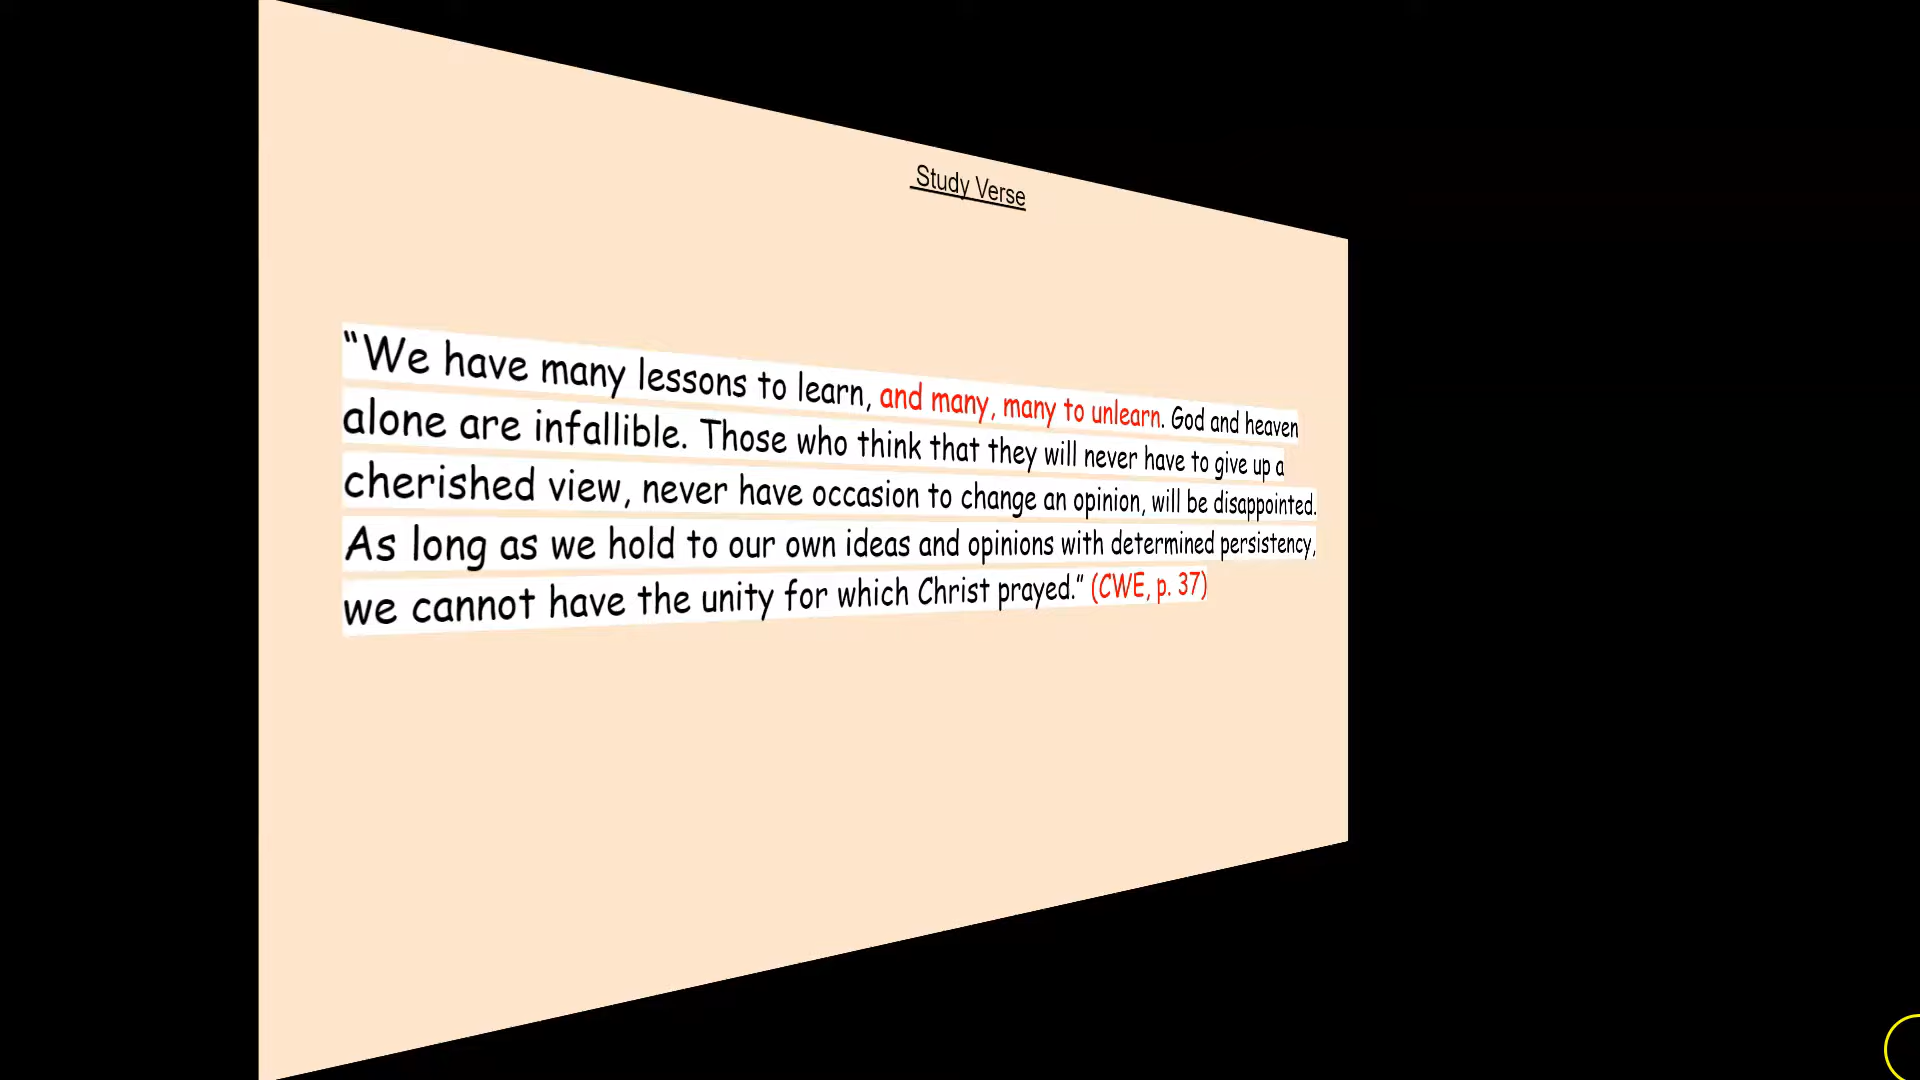 Study Verse
“We have many lessons to learn, and many, many to unlearn. God and heaven
alone are infallible. Those who think that they will never have to give up a
cherished view, never have occasion to change an opinion, will be disappointed.
As long as we hold to our own ideas and opinions with determined persistency,
we cannot have the unity for which Christ prayed.” (CWE, p. 37)